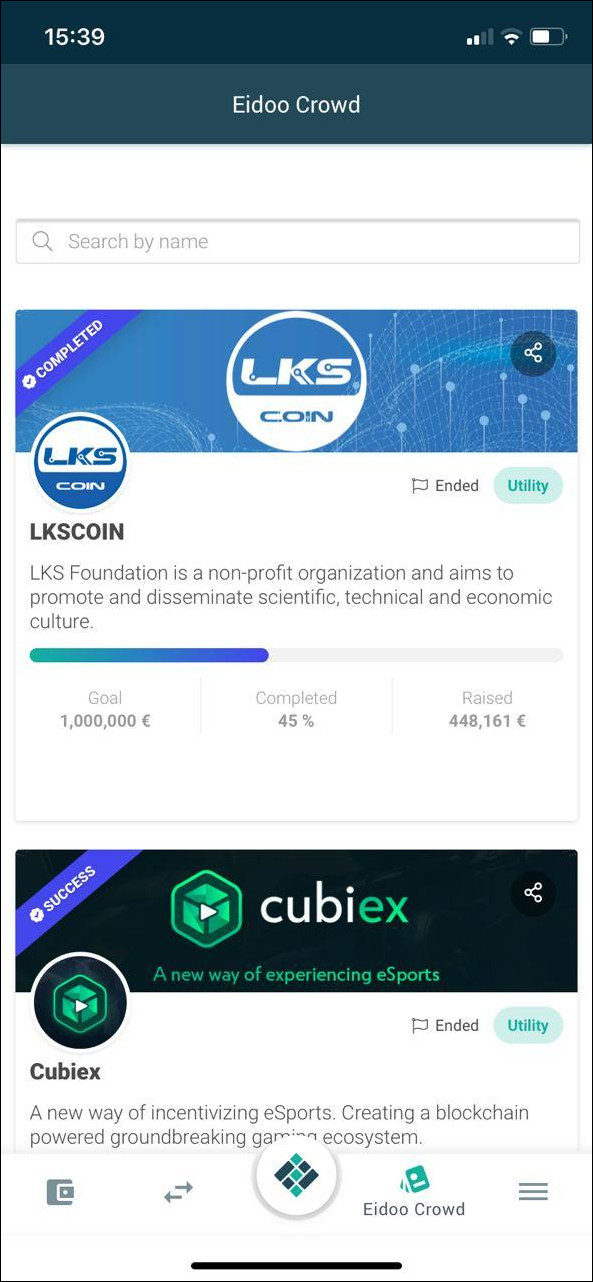 15:39
Eidoo Crowd
Search by name
COMPLETED
LKS
COIN
LKS
COIN
Ended
Utility
LKSCOIN
LKS Foundation is a non-profit organization and aims to
promote and disseminate scientific, technical and economic
culture.
Goal
Completed
Raised
1,000,000 €
45 %
448,161 €
SUCCESS
cubiex
A new way of experiencing eSports
Ended
Utility
Cubiex
A new way of incentivizing eSports. Creating a blockchain
powered groundbreaking gaming ecosystem.
Eidoo Crowd